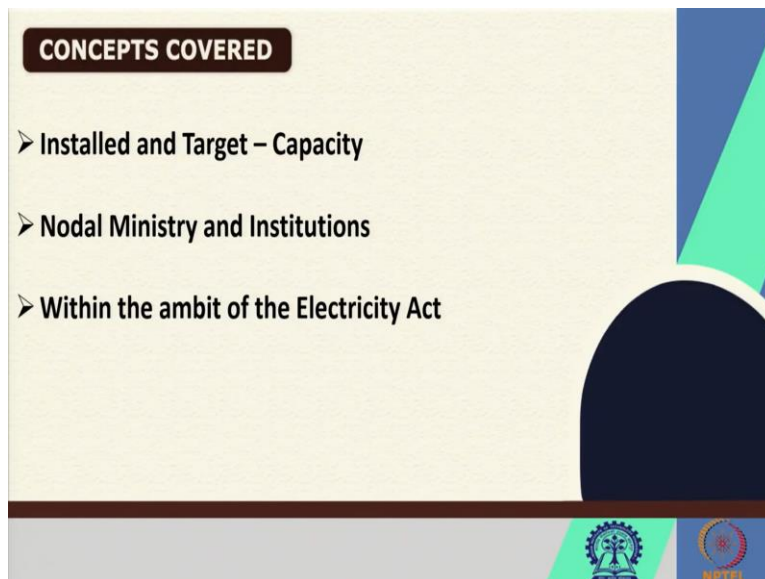 CONCEPTS COVERED
➢ Installed and Target – Capacity
➢ Nodal Ministry and Institutions
➢ Within the ambit of the Electricity Act
NPTEL